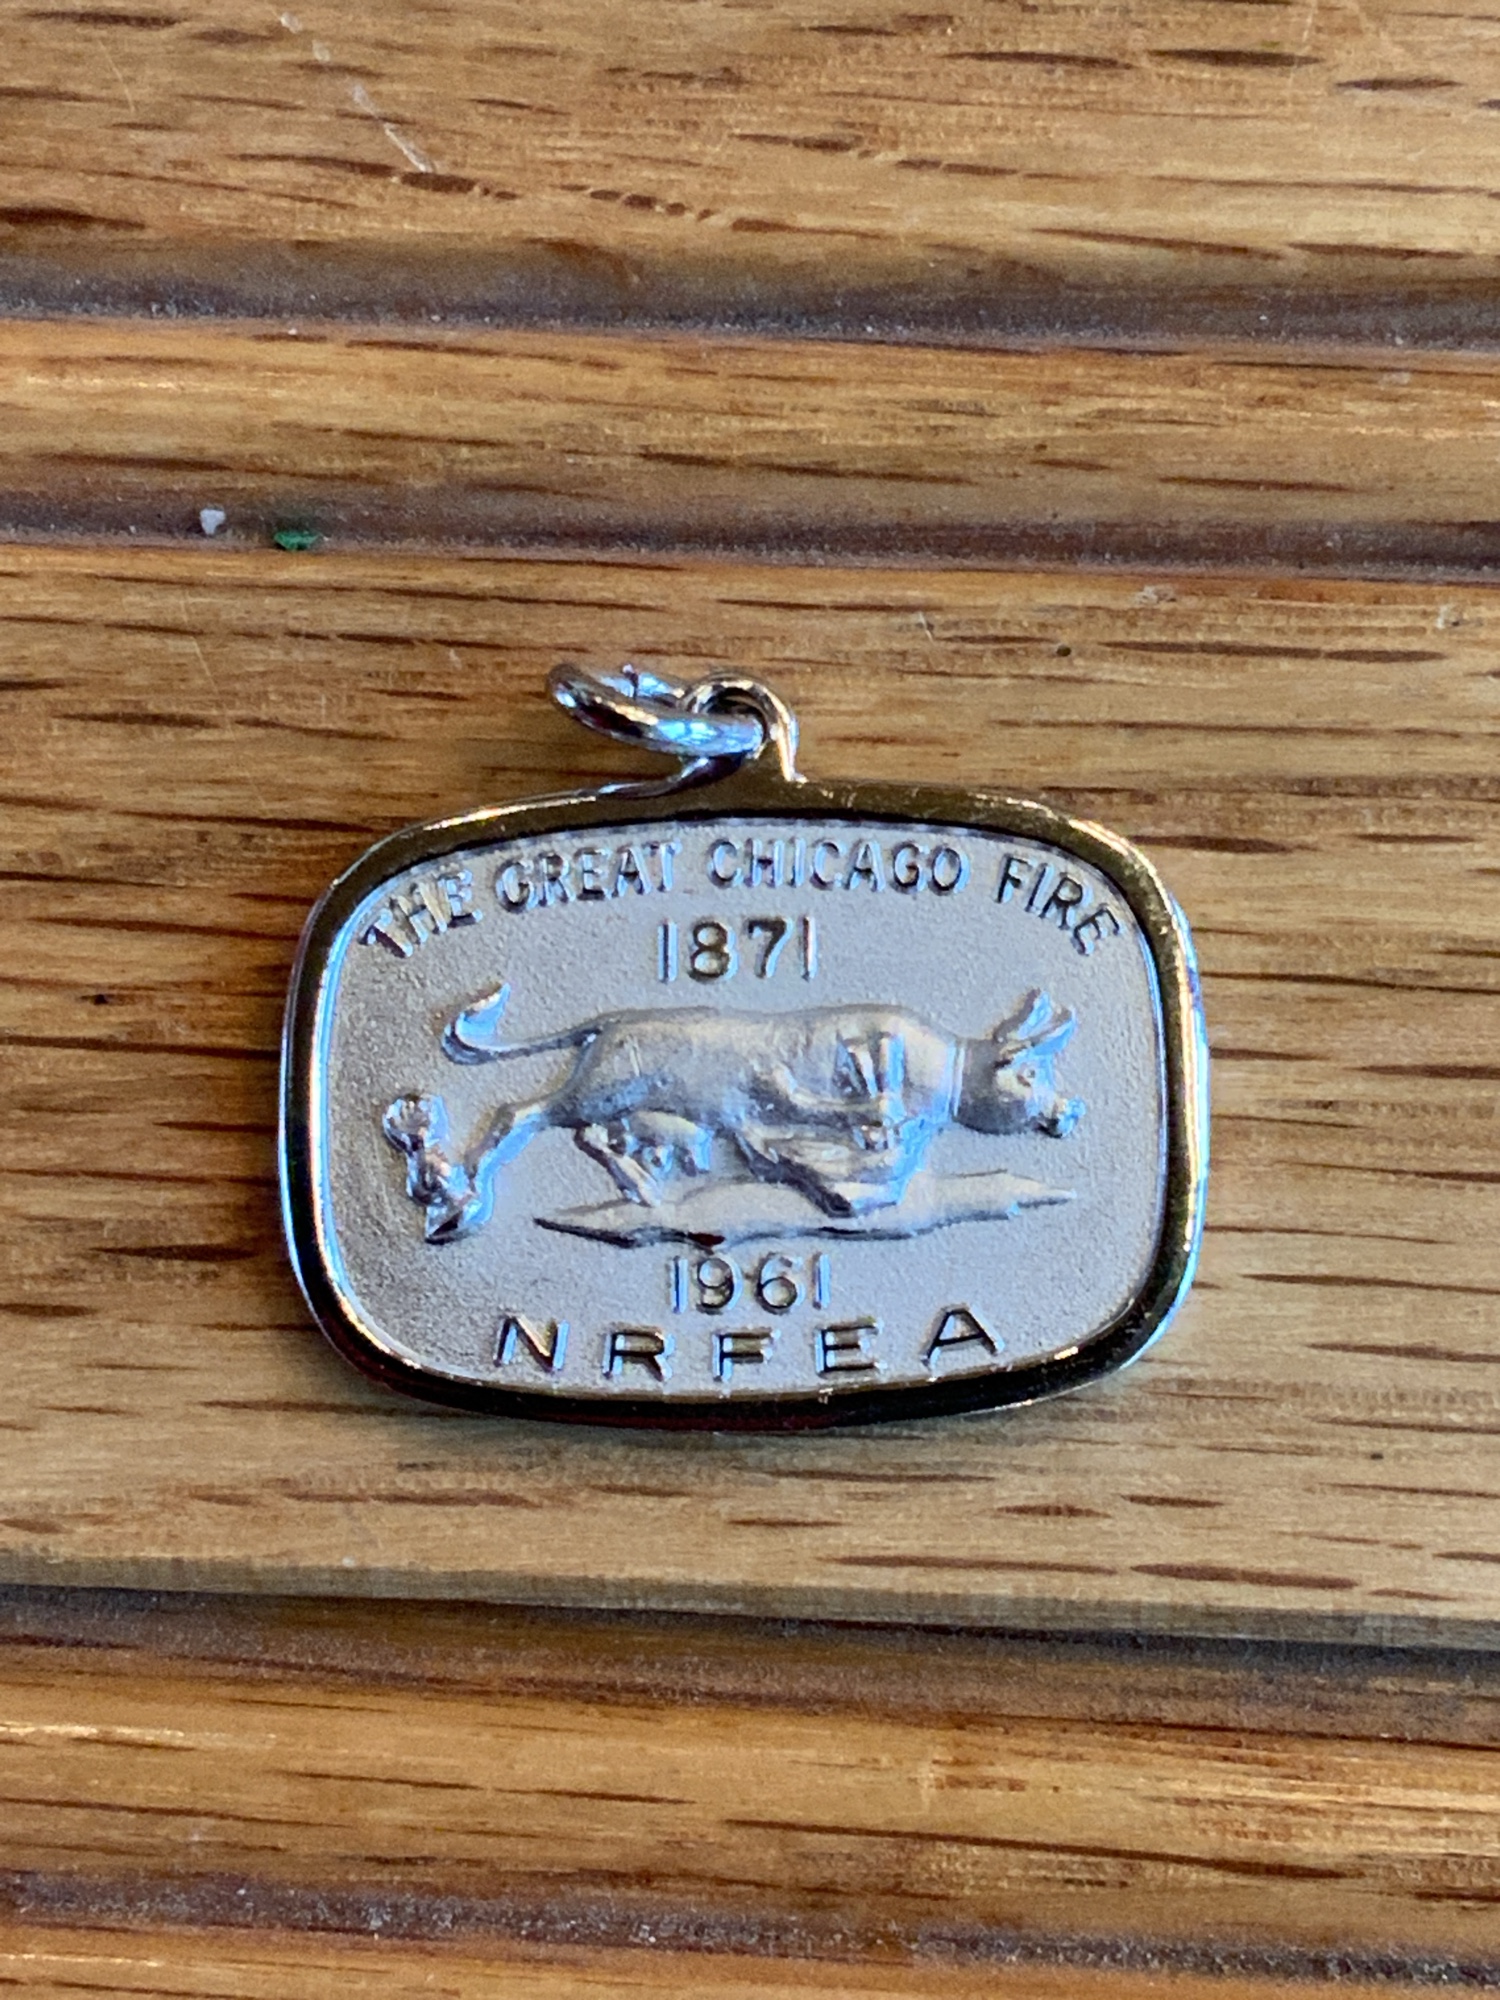 THE GREAT CHICAGO FIRE
1871
1961
NRFEA